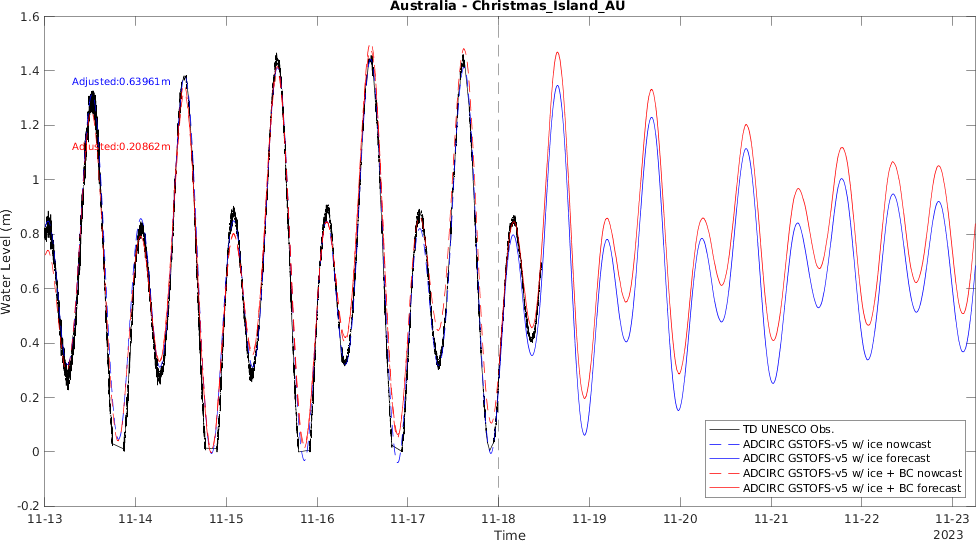 Australia - Christmas_Island_AU
1.6
1.4
1.2
1
0.8
0.6
0.4
0.2
0
-0.2
Water Level (m)
Adjusted:0.63961m
Adjusted:0.20862m
TD UNESCO Obs.
ADCIRC GSTOFS-v5 w/ ice nowcast
ADCIRC GSTOFS-v5 w/ ice forecast
ADCIRC GSTOFS-v5 w/ ice + BC nowcast
ADCIRC GSTOFS-v5 w/ ice + BC forecast
11-13 11-14 11-15 11-16 11-17 11-18 11-19 11-20 11-21 11-22 11-23
Time
2023